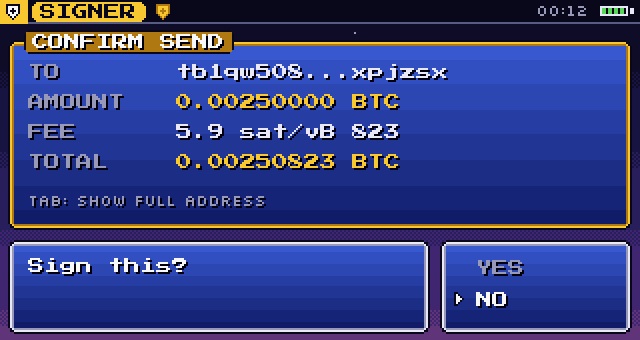 SIGNER 00:12
CONFIRM SEND
TO tb1qw508...xpjzsx
AMOUNT 0.00250000 BTC
FEE 5.9 sat/vB 823
TOTAL 0.00250823 BTC
TAB: SHOW FULL ADDRESS
Sign this?
YES
NO